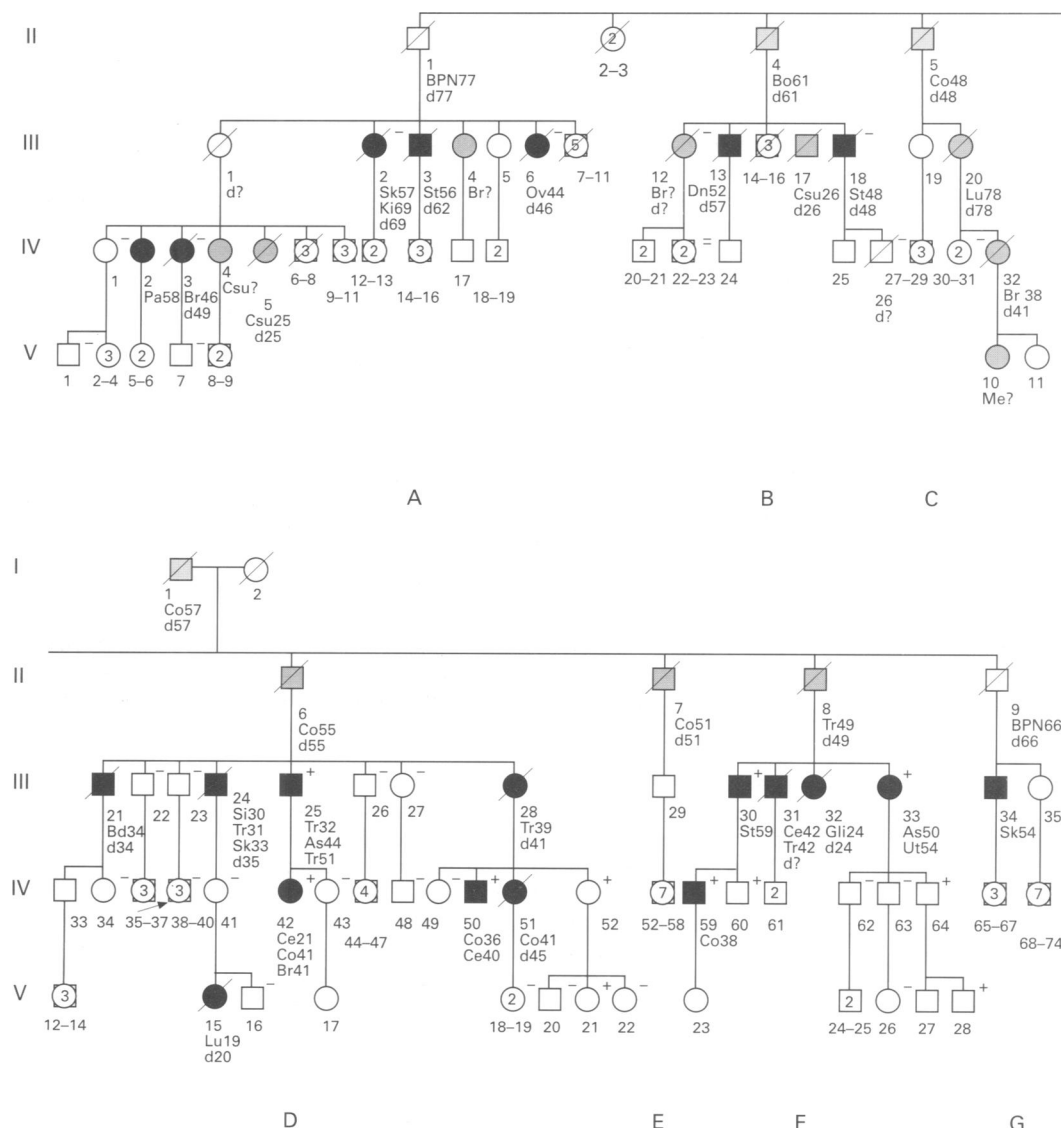 II
2
1
BPN77
d77
2–3
4
Bo61
d61
5
Co48
d48
III
5
3
1
d?
2
Sk57
Ki69
d69
3
St56
d62
4
Br?
5
6
Ov44
d46
7–11
12
Br?
d?
13
Dn52
d57
14–16
17
Csu26
d26
18
St48
d48
19
20
Lu78
d78
IV
3
3
2
3
2
2
2
3
2
1
2
Pa58
3
Br46
d49
4
Csu?
5
Csu25
d25
6–8
9–11
12–13
14–16
17
18–19
20–21
22–23
24
25
26
d?
27–29
30–31
32
Br 38
d41
V
3
2
2
1
2–4
5–6
7
8–9
10
Me?
11
A
B
C
I
1
Co57
d57
2
II
6
Co55
d55
7
Co51
d51
8
Tr49
d49
9
BPN66
d66
III
21
Bd34
d34
22
23
24
Si30
Tr31
Sk33
d35
25
Tr32
As44
Tr51
26
27
28
Tr39
d41
29
30
St59
31
Ce42
Tr42
d?
32
Gli24
d24
33
As50
Ut54
34
Sk54
35
IV
3
3
4
7
2
3
7
33
34
35–37
38–40
41
42
Ce21
Co41
Br41
43
44–47
48
49
50
Co36
Ce40
51
Co41
d45
52
52–58
59
Co38
60
61
62
63
64
65–67
68–74
V
3
2
2
12–14
15
Lu19
d20
16
17
18–19
20
21
22
23
24–25
26
27
28
D
E
F
G